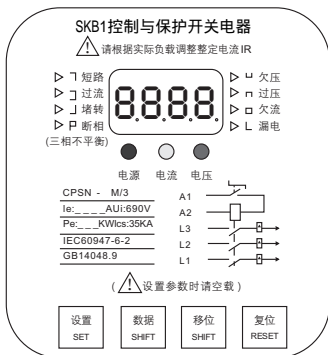 SKB1控制与保护开关电器
请根据实际负载调整整定电流IR
短路
过流
堵转
断相
(三相不平衡)
8.8.8.8.
欠压
过压
欠流
漏电
电源 电流 电压
CPSN - M/3
Ie:_ _ _ _AUi:690V
Pe:_ _ _KWIcs:35KA
IEC60947-6-2
GB14048.9
A1
A2
L3
L2
L1
(设置参数时请空载)
设置 数据 移位 复位
SET SHIFT SHIFT RESET